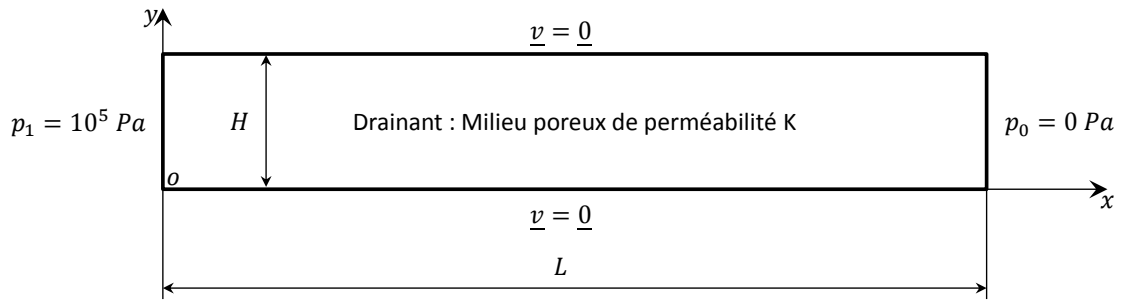 y
v = 0
p₁ = 10⁵ Pa
H
Drainant : Milieu poreux de perméabilité K
p₀ = 0 Pa
o
x
v = 0
L